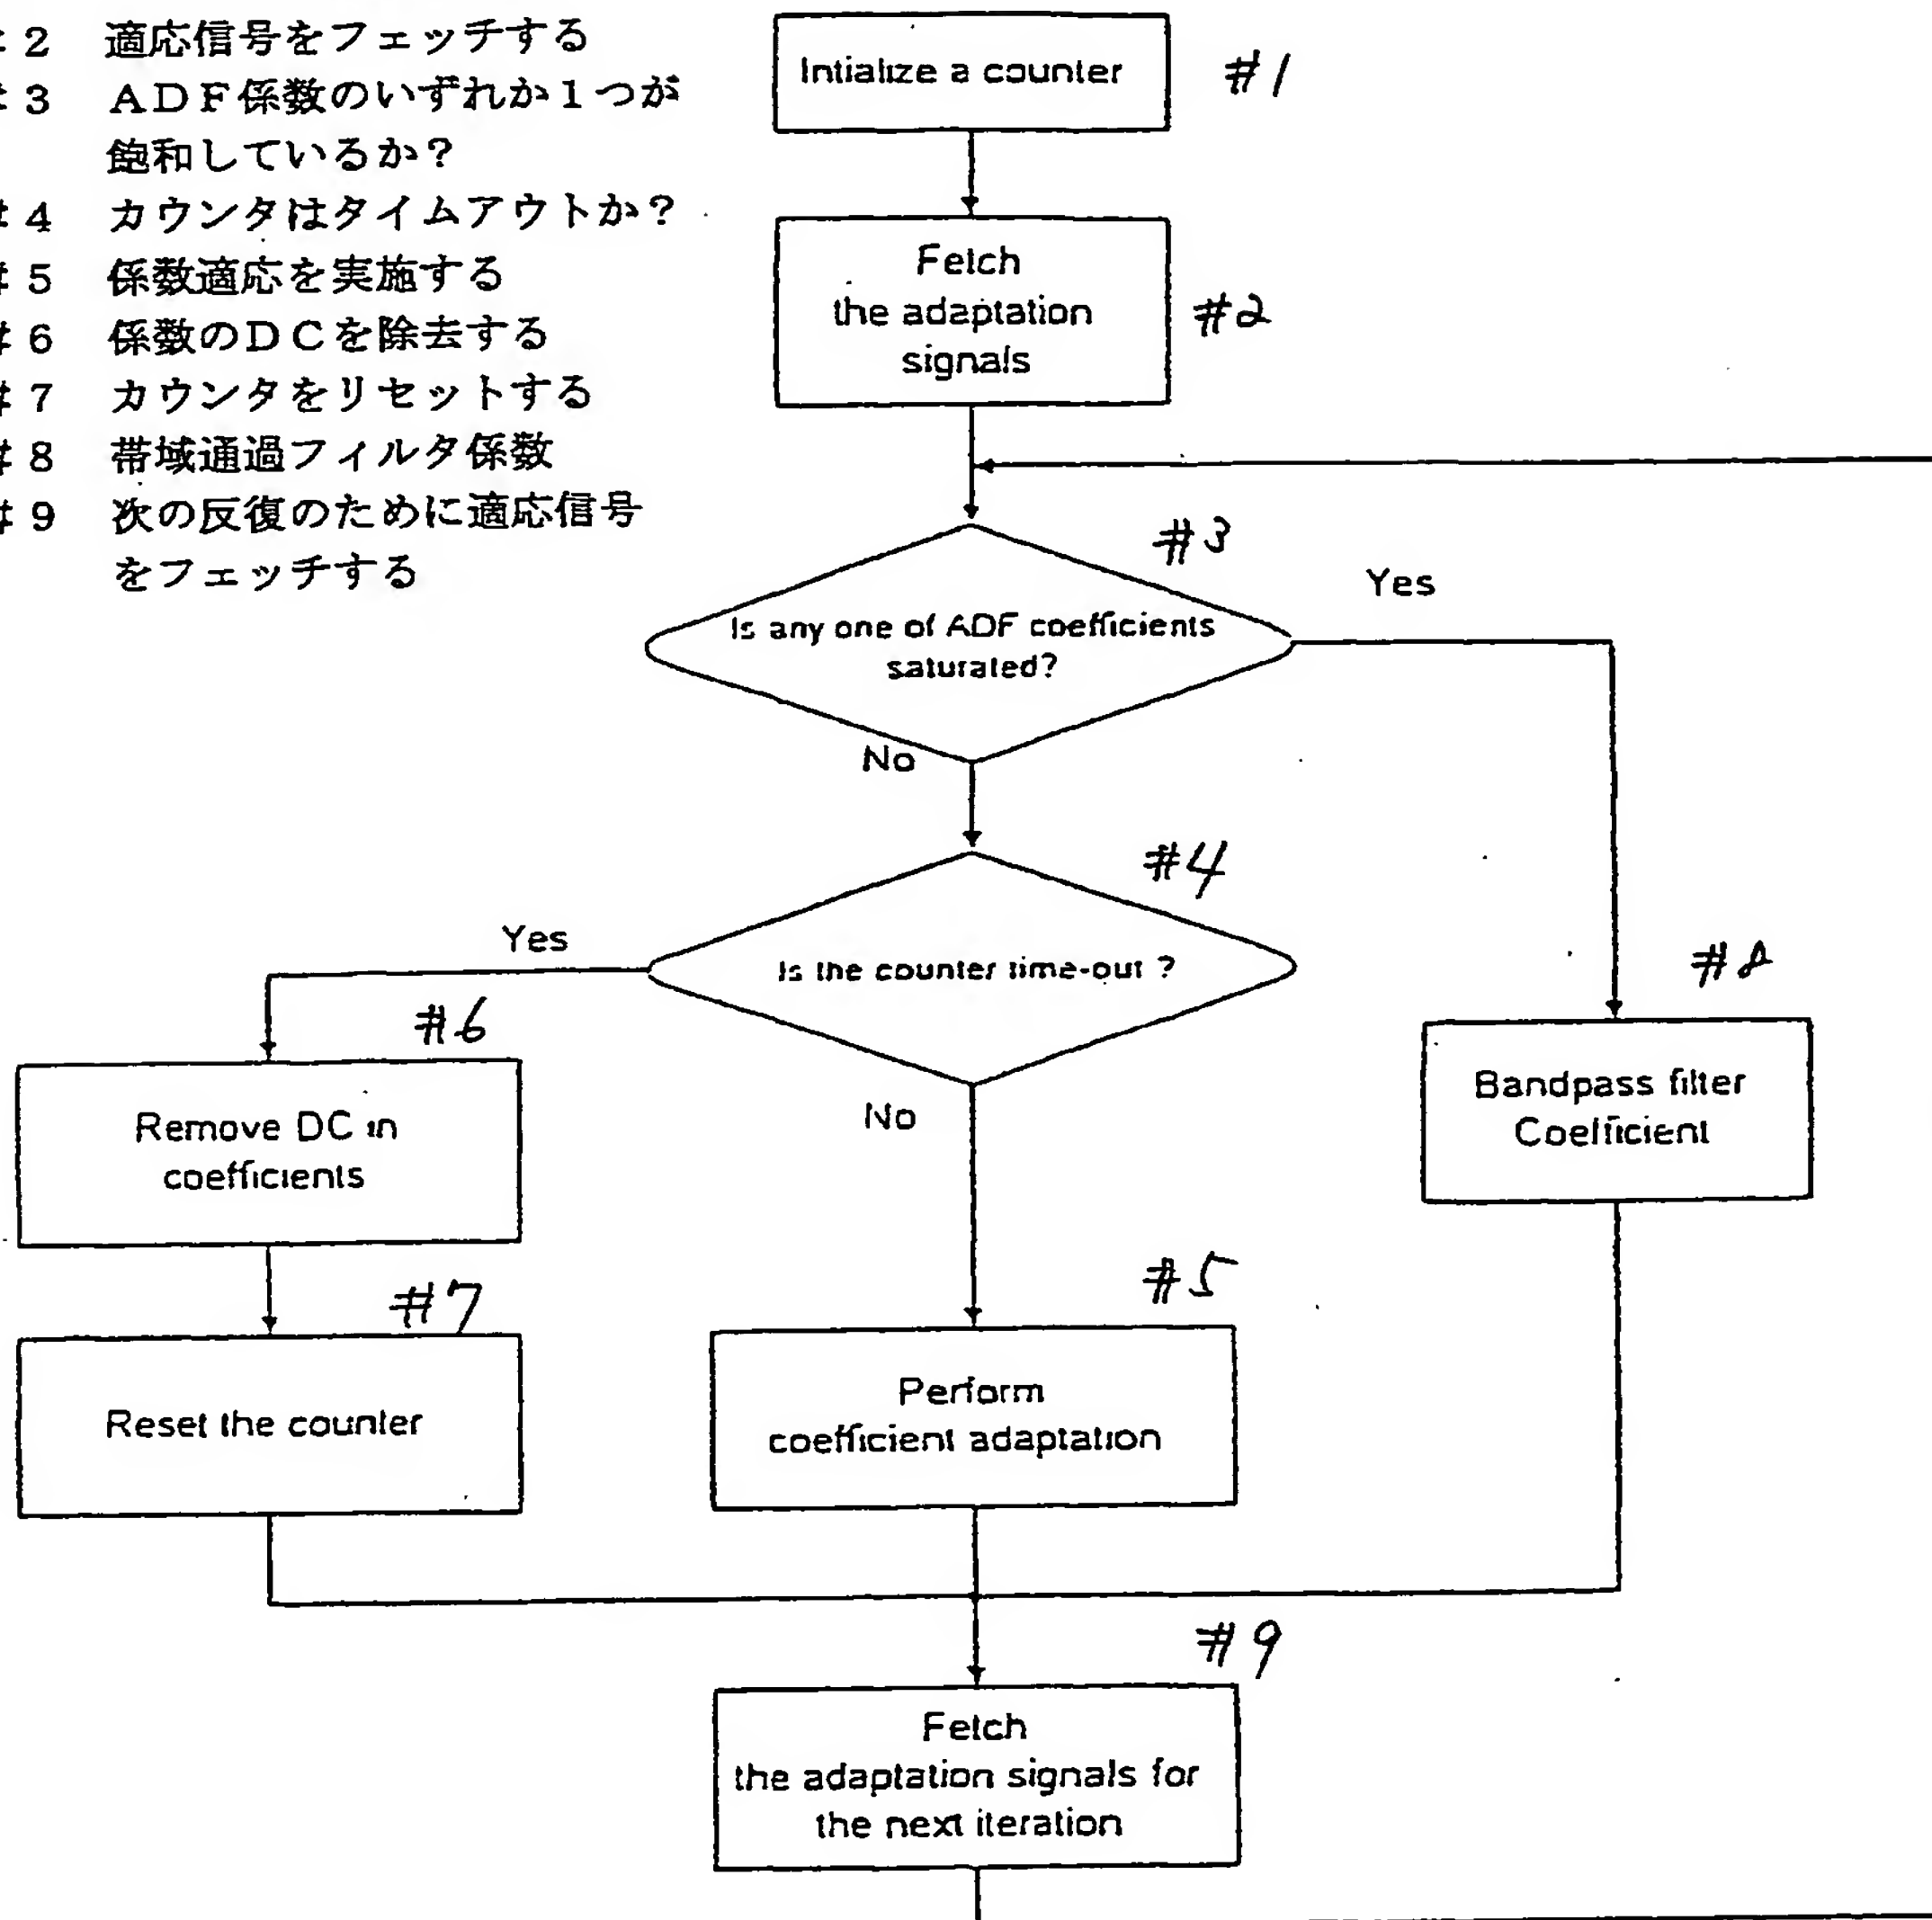 #2 適応信号をフェッチする
#3 ADF係数のいずれか1つが
飽和しているか?
#4 カウンタはタイムアウトか?
#5 係数適応を実施する
#6 係数のDCを除去する
#7 カウンタをリセットする
#8 帯域通過フィルタ係数
#9 次の反復のために適応信号
をフェッチする
Intialize a counter
#1
Fetch
the adaptation
signals
#2
#3
Yes
Is any one of ADF coefficients
saturated?
No
#4
Yes
Is the counter time-out ?
#8
#6
Remove DC in
coefficients
No
Bandpass filter
Coefficient
#7
Reset the counter
#5
Perform
coefficient adaptation
#9
Fetch
the adaptation signals for
the next iteration